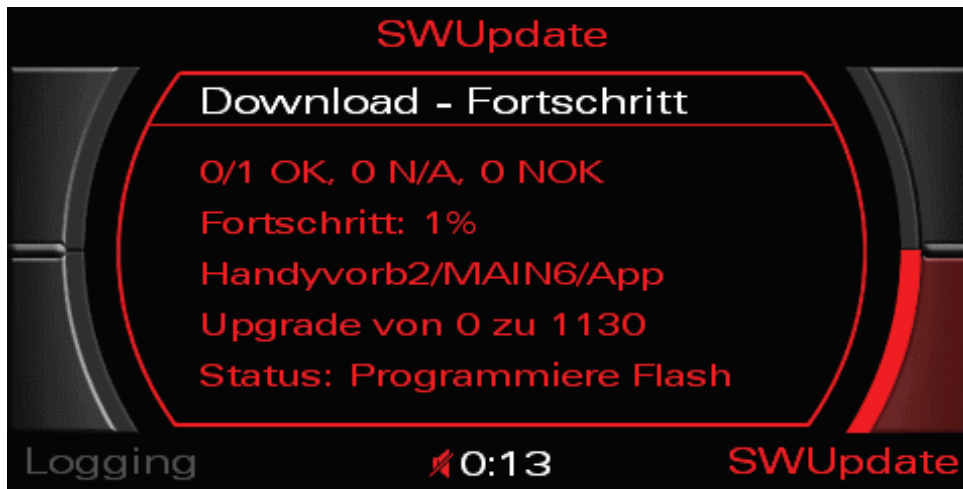 SWUpdate
Download - Fortschritt
0/1 OK, 0 N/A, 0 NOK
Fortschritt: 1%
Handyvorb2/MAIN6/App
Upgrade von 0 zu 1130
Status: Programmiere Flash
Logging
0:13
SWUpdate